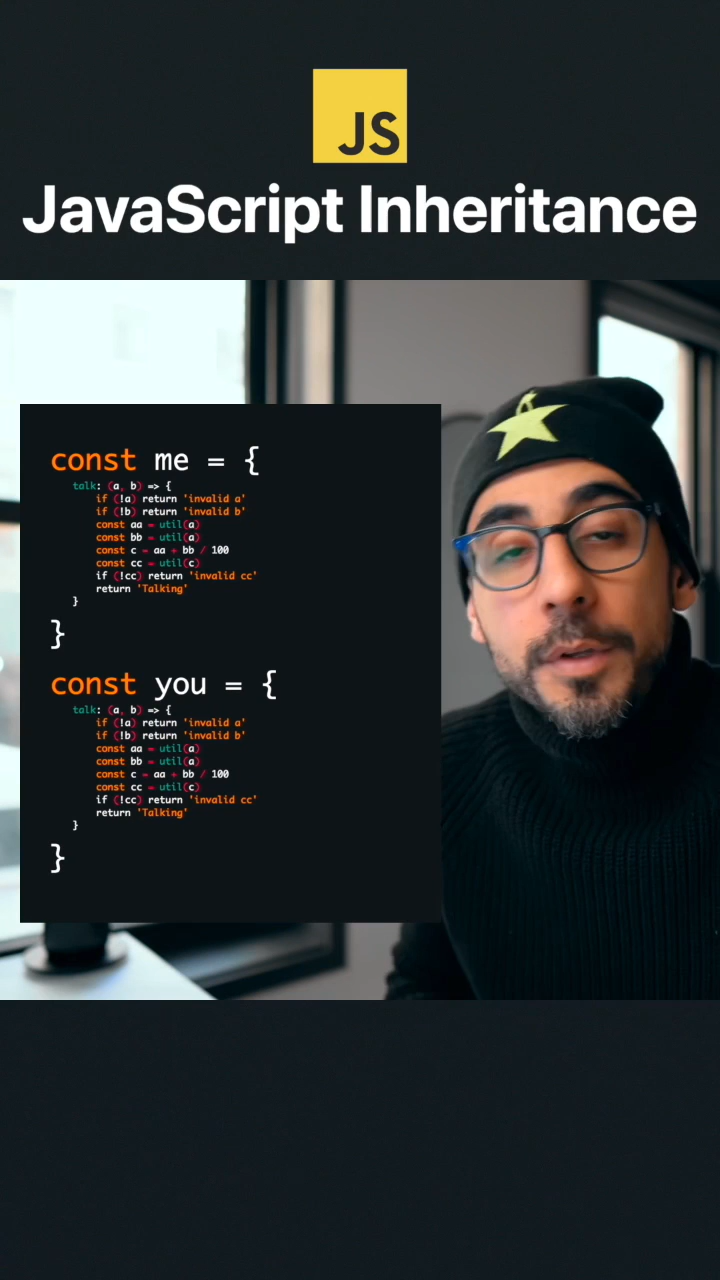 JS
JavaScript Inheritance
const me = {
talk: (a, b) => {
if (!a) return 'invalid a'
if (!b) return 'invalid b'
const aa = util(a)
const bb = util(a)
const c = aa + bb / 100
const cc = util(c)
if (!cc) return 'invalid cc'
return 'Talking'
}
}
const you = {
talk: (a, b) => {
if (!a) return 'invalid a'
if (!b) return 'invalid b'
const aa = util(a)
const bb = util(a)
const c = aa + bb / 100
const cc = util(c)
if (!cc) return 'invalid cc'
return 'Talking'
}
}